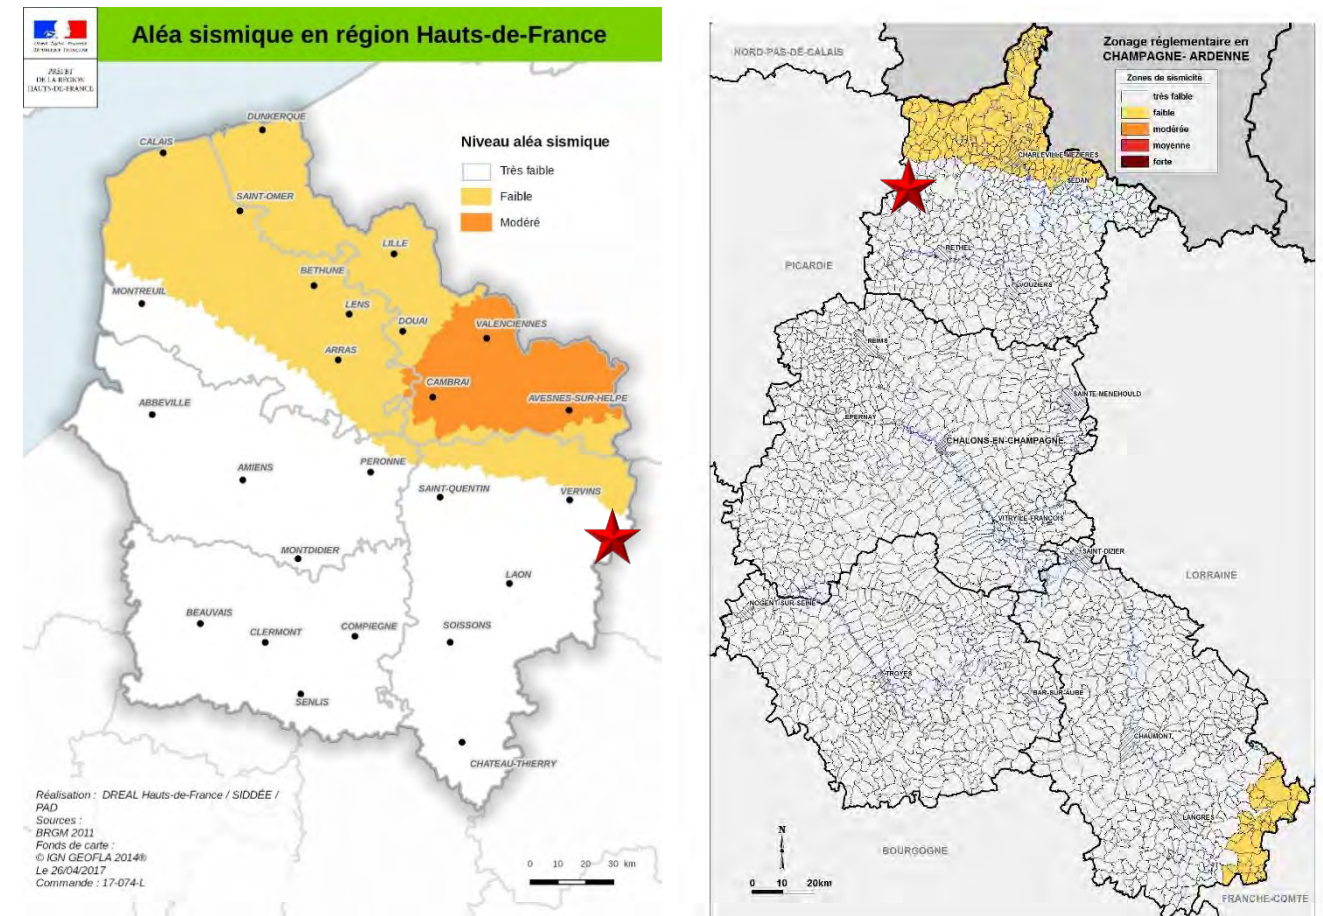 Aléa sismique en région Hauts-de-France
PRÉFET
DE LA RÉGION
HAUTS-DE-FRANCE
Niveau aléa sismique
Très faible
Faible
Modéré
DUNKERQUE
CALAIS
SAINT-OMER
LILLE
BETHUNE
MONTREUIL
LENS
DOUAI
VALENCIENNES
ARRAS
CAMBRAI
AVESNES-SUR-HELPE
ABBEVILLE
PERONNE
AMIENS
SAINT-QUENTIN
VERVINS
MONTDIDIER
LAON
BEAUVAIS
CLERMONT
COMPIEGNE
SOISSONS
SENLIS
CHATEAU-THIERRY
Réalisation : DREAL Hauts-de-France / SIDDÉE /
PAD
Sources :
BRGM 2011
Fonds de carte :
© IGN GEOFLA 2014®
Le 26/04/2017
Commande : 17-074-L
0 10 20 30 km
Zonage réglementaire en
CHAMPAGNE- ARDENNE
Zones de sismicité
très faible
faible
modérée
moyenne
forte
NORD-PAS-DE-CALAIS
CHARLEVILLE-MEZIERES
SEDAN
RETHEL
PICARDIE
VOUZIERS
REIMS
SAINTE-MENEHOULD
EPERNAY
CHALONS-EN-CHAMPAGNE
VITRY-LE-FRANCOIS
SAINT-DIZIER
LORRAINE
NOGENT-SUR-SEINE
TROYES
BAR-SUR-AUBE
CHAUMONT
LANGRES
BOURGOGNE
FRANCHE-COMTE
N
0 10 20km